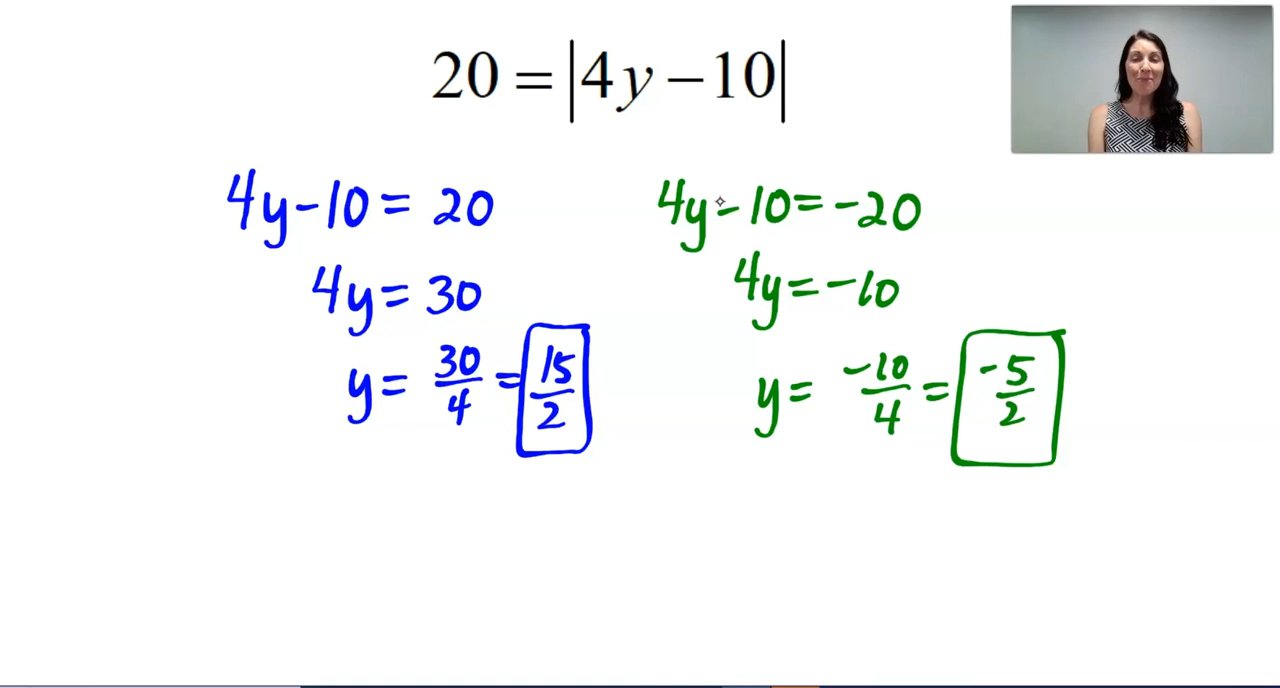 20 = |4y − 10|
4y − 10 = 20
4y = 30
y = 30/4 = 15/2
4y − 10 = −20
4y = −10
y = −10/4 = −5/2